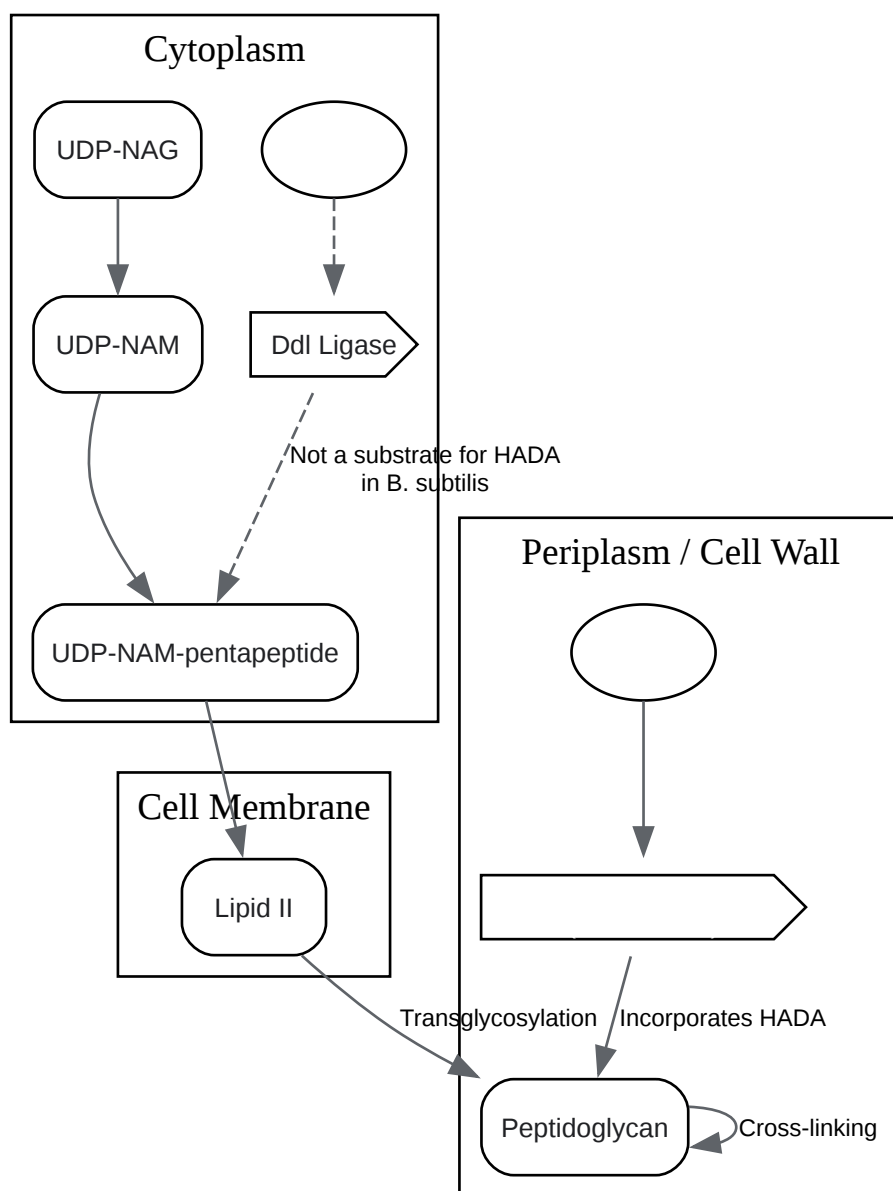 Cytoplasm
UDP-NAG
UDP-NAM
Ddl Ligase
Not a substrate for HADA
in B. subtilis
UDP-NAM-pentapeptide
Periplasm / Cell Wall
Cell Membrane
Lipid II
Transglycosylation
Incorporates HADA
Peptidoglycan
Cross-linking